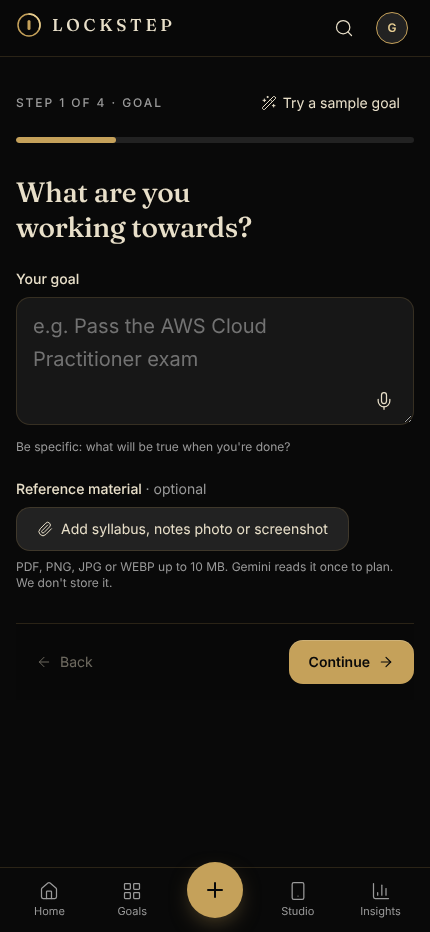 LOCKSTEP
G
STEP 1 OF 4 · GOAL
Try a sample goal
What are you
working towards?
Your goal
e.g. Pass the AWS Cloud
Practitioner exam
Be specific: what will be true when you're done?
Reference material · optional
Add syllabus, notes photo or screenshot
PDF, PNG, JPG or WEBP up to 10 MB. Gemini reads it once to plan.
We don't store it.
Back
Continue
Home
Goals
Studio
Insights